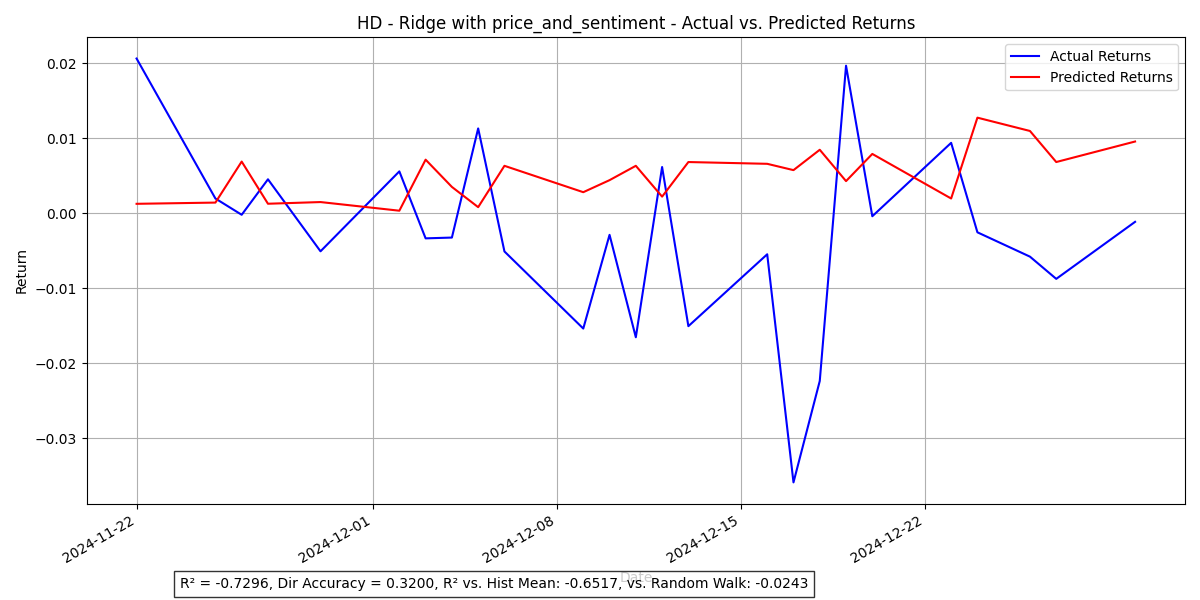 HD - Ridge with price_and_sentiment - Actual vs. Predicted Returns
Actual Returns
Predicted Returns
0.02
0.01
0.00
−0.01
−0.02
−0.03
Return
2024-11-22
2024-12-01
2024-12-08
2024-12-15
2024-12-22
Date
R² = -0.7296, Dir Accuracy = 0.3200, R² vs. Hist Mean: -0.6517, vs. Random Walk: -0.0243